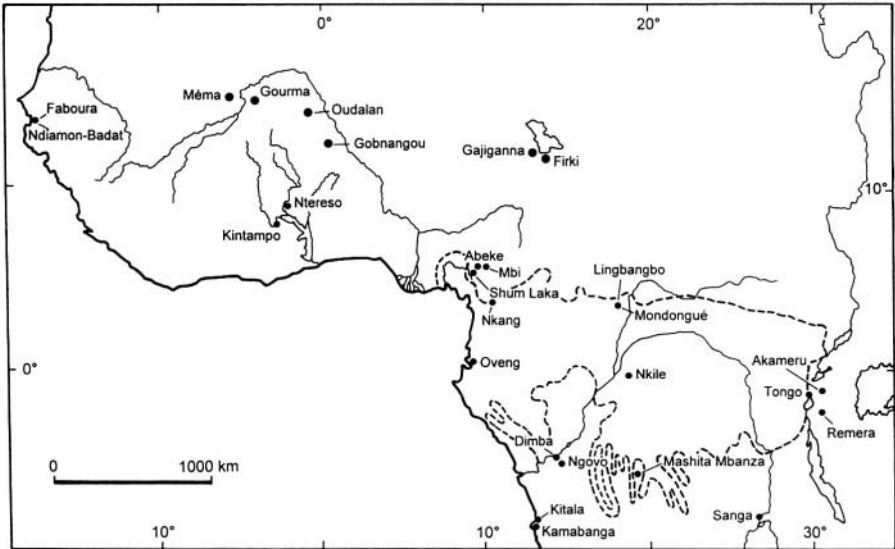 0°
20°
Méma
Gourma
Faboura
Oudalan
Ndiamon-Badat
Gobnangou
Gajiganna
Firki
10°
Ntereso
Kintampo
Abeke
Mbi
Lingbangbo
Shum Laka
Mondongué
Nkang
Akameru
0°
Oveng
Nkile
Tongo
Remera
Dimba
Ngovo
Mashita Mbanza
0
1000 km
Kitala
Sanga
Kamabanga
10°
10°
30°